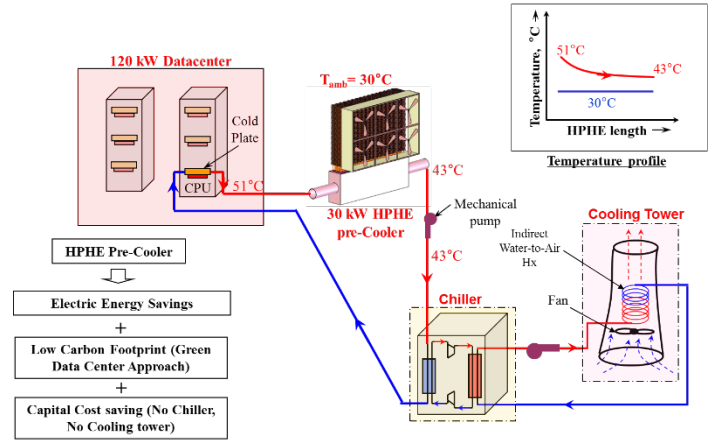 120 kW Datacenter
Cold
Plate
CPU
51°C
T_amb= 30°C
30 kW HPHE
pre-Cooler
43°C
Mechanical
pump
43°C
Temperature, °C
51°C
43°C
30°C
HPHE length →
Temperature profile
Cooling Tower
Indirect
Water-to-Air
Hx
Fan
Chiller
HPHE Pre-Cooler
Electric Energy Savings
+
Low Carbon Footprint (Green
Data Center Approach)
+
Capital Cost saving (No Chiller,
No Cooling tower)